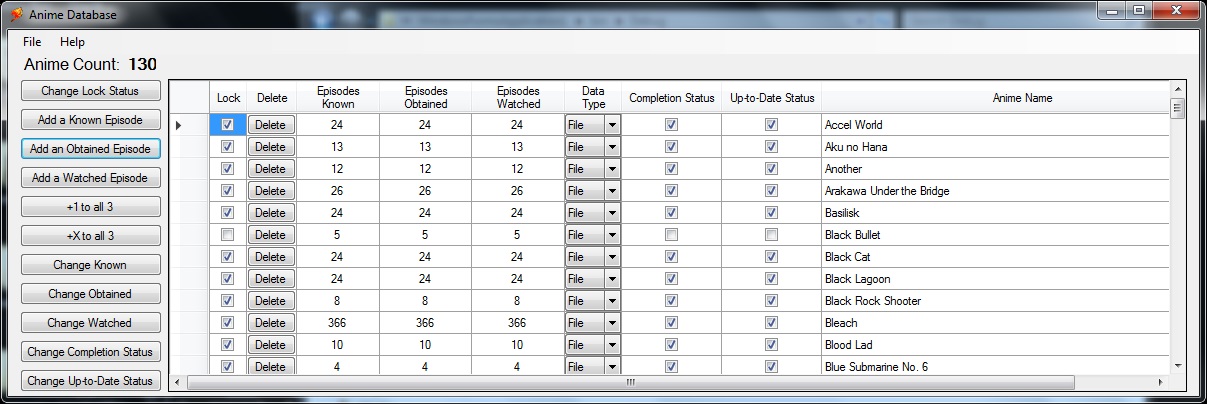 Anime Database
File Help
Anime Count: 130
Change Lock Status
Add a Known Episode
Add an Obtained Episode
Add a Watched Episode
+1 to all 3
+X to all 3
Change Known
Change Obtained
Change Watched
Change Completion Status
Change Up-to-Date Status
Lock Delete Episodes Known Episodes Obtained Episodes Watched Data Type Completion Status Up-to-Date Status Anime Name
Delete 24 24 24 File Accel World
Delete 13 13 13 File Aku no Hana
Delete 12 12 12 File Another
Delete 26 26 26 File Arakawa Under the Bridge
Delete 24 24 24 File Basilisk
Delete 5 5 5 File Black Bullet
Delete 24 24 24 File Black Cat
Delete 24 24 24 File Black Lagoon
Delete 8 8 8 File Black Rock Shooter
Delete 366 366 366 File Bleach
Delete 10 10 10 File Blood Lad
Delete 4 4 4 File Blue Submarine No. 6